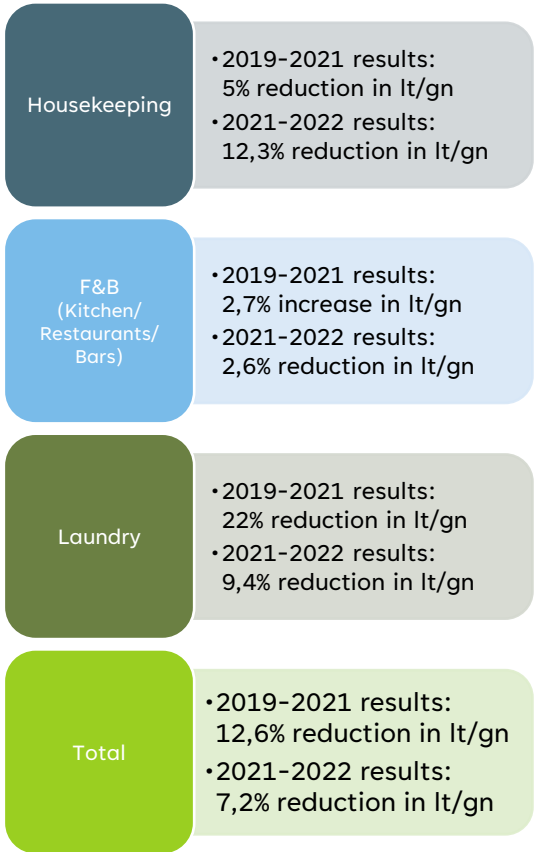 Housekeeping
•2019-2021 results:
5% reduction in lt/gn
•2021-2022 results:
12,3% reduction in lt/gn
F&B
(Kitchen/
Restaurants/
Bars)
•2019-2021 results:
2,7% increase in lt/gn
•2021-2022 results:
2,6% reduction in lt/gn
Laundry
•2019-2021 results:
22% reduction in lt/gn
•2021-2022 results:
9,4% reduction in lt/gn
Total
•2019-2021 results:
12,6% reduction in lt/gn
•2021-2022 results:
7,2% reduction in lt/gn